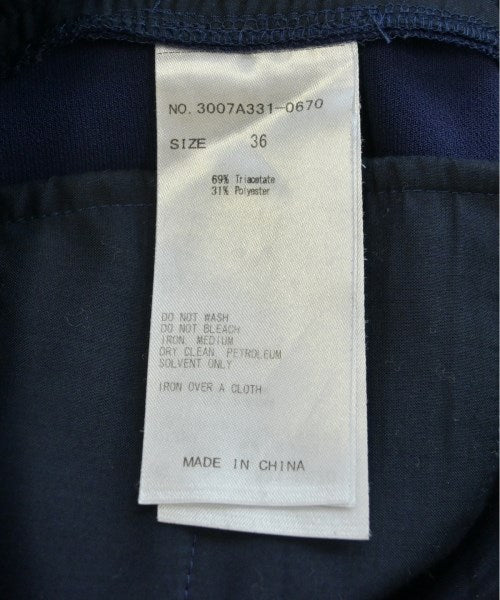 NO. 3007A331-0670
SIZE 36
69% Triacetate
31% Polyester
DO NOT WASH
DO NOT BLEACH
IRON, MEDIUM
DRY CLEAN, PETROLEUM
SOLVENT ONLY
IRON OVER A CLOTH
MADE IN CHINA